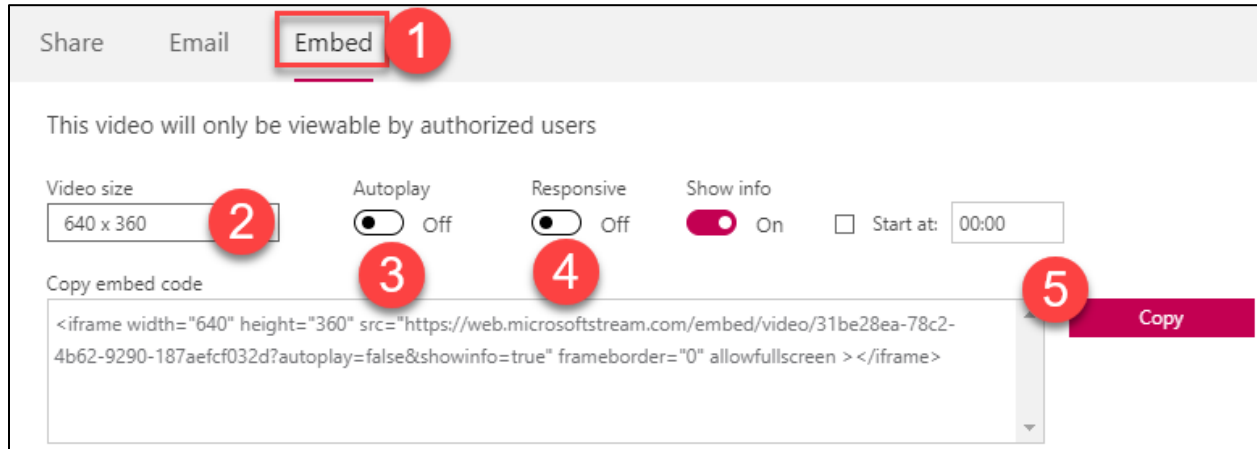 Share Email Embed 1
This video will only be viewable by authorized users
Video size Autoplay Responsive Show info
640 x 360 2 Off Off On Start at: 00:00
3 4
Copy embed code 5
<iframe width="640" height="360" src="https://web.microsoftstream.com/embed/video/31be28ea-78c2- Copy
4b62-9290-187aefcf032d?autoplay=false&showinfo=true" frameborder="0" allowfullscreen ></iframe>